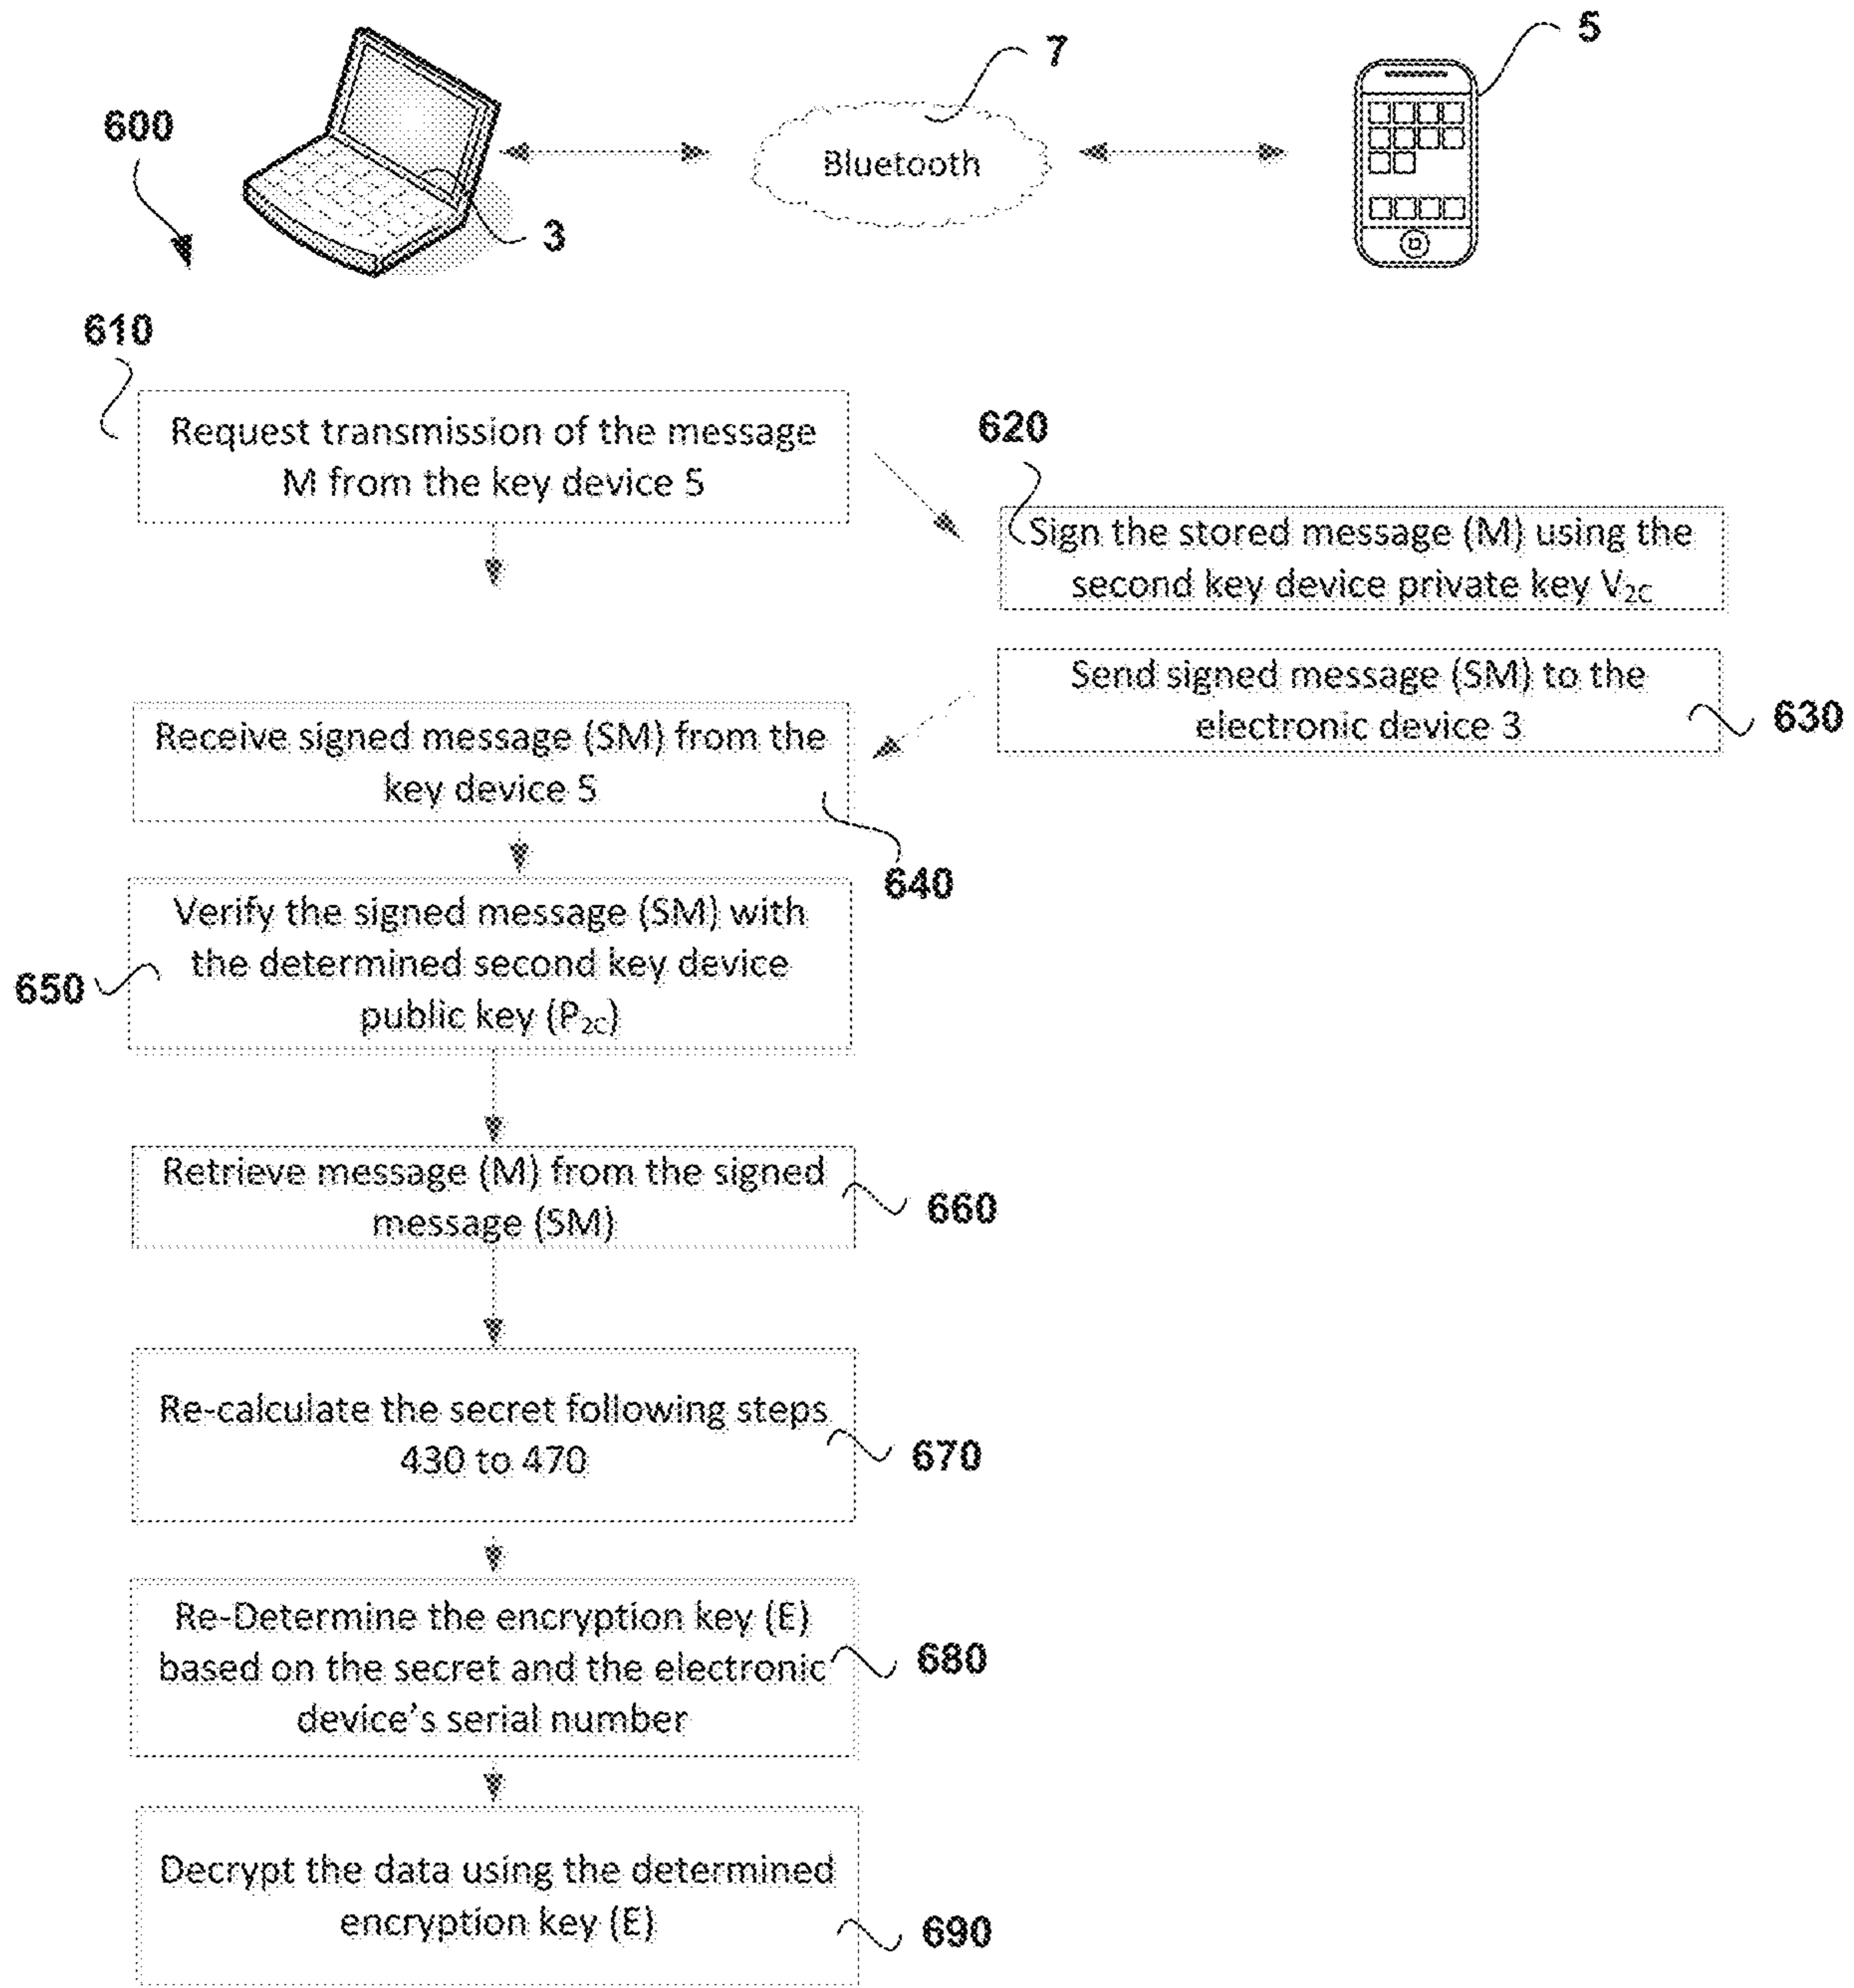 5
7
600
Bluetooth
3
610
Request transmission of the message
M from the key device 5
620
Sign the stored message (M) using the
second key device private key V2C
Send signed message (SM) to the
electronic device 3
630
Receive signed message (SM) from the
key device 5
640
Verify the signed message (SM) with
the determined second key device
public key (P2C)
650
Retrieve message (M) from the signed
message (SM)
660
Re-calculate the secret following steps
430 to 470
670
Re-Determine the encryption key (E)
based on the secret and the electronic
device's serial number
680
Decrypt the data using the determined
encryption key (E)
690